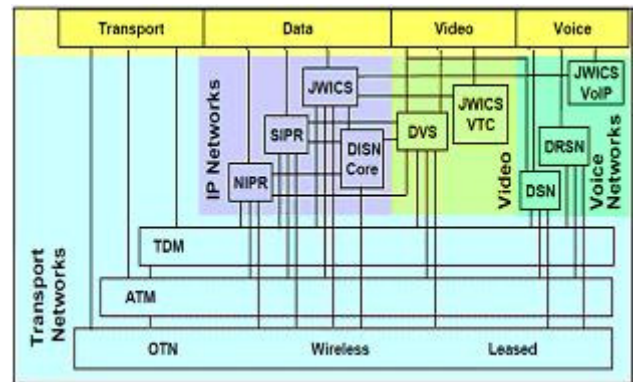 Transport Data Video Voice
JWICS
JWICS
VoIP
JWICS
VTC
SIPR
DISN
Core
DVS
DRSN
NIPR
DSN
IP Networks
Video
Voice
Networks
TDM
ATM
OTN Wireless Leased
Transport
Networks